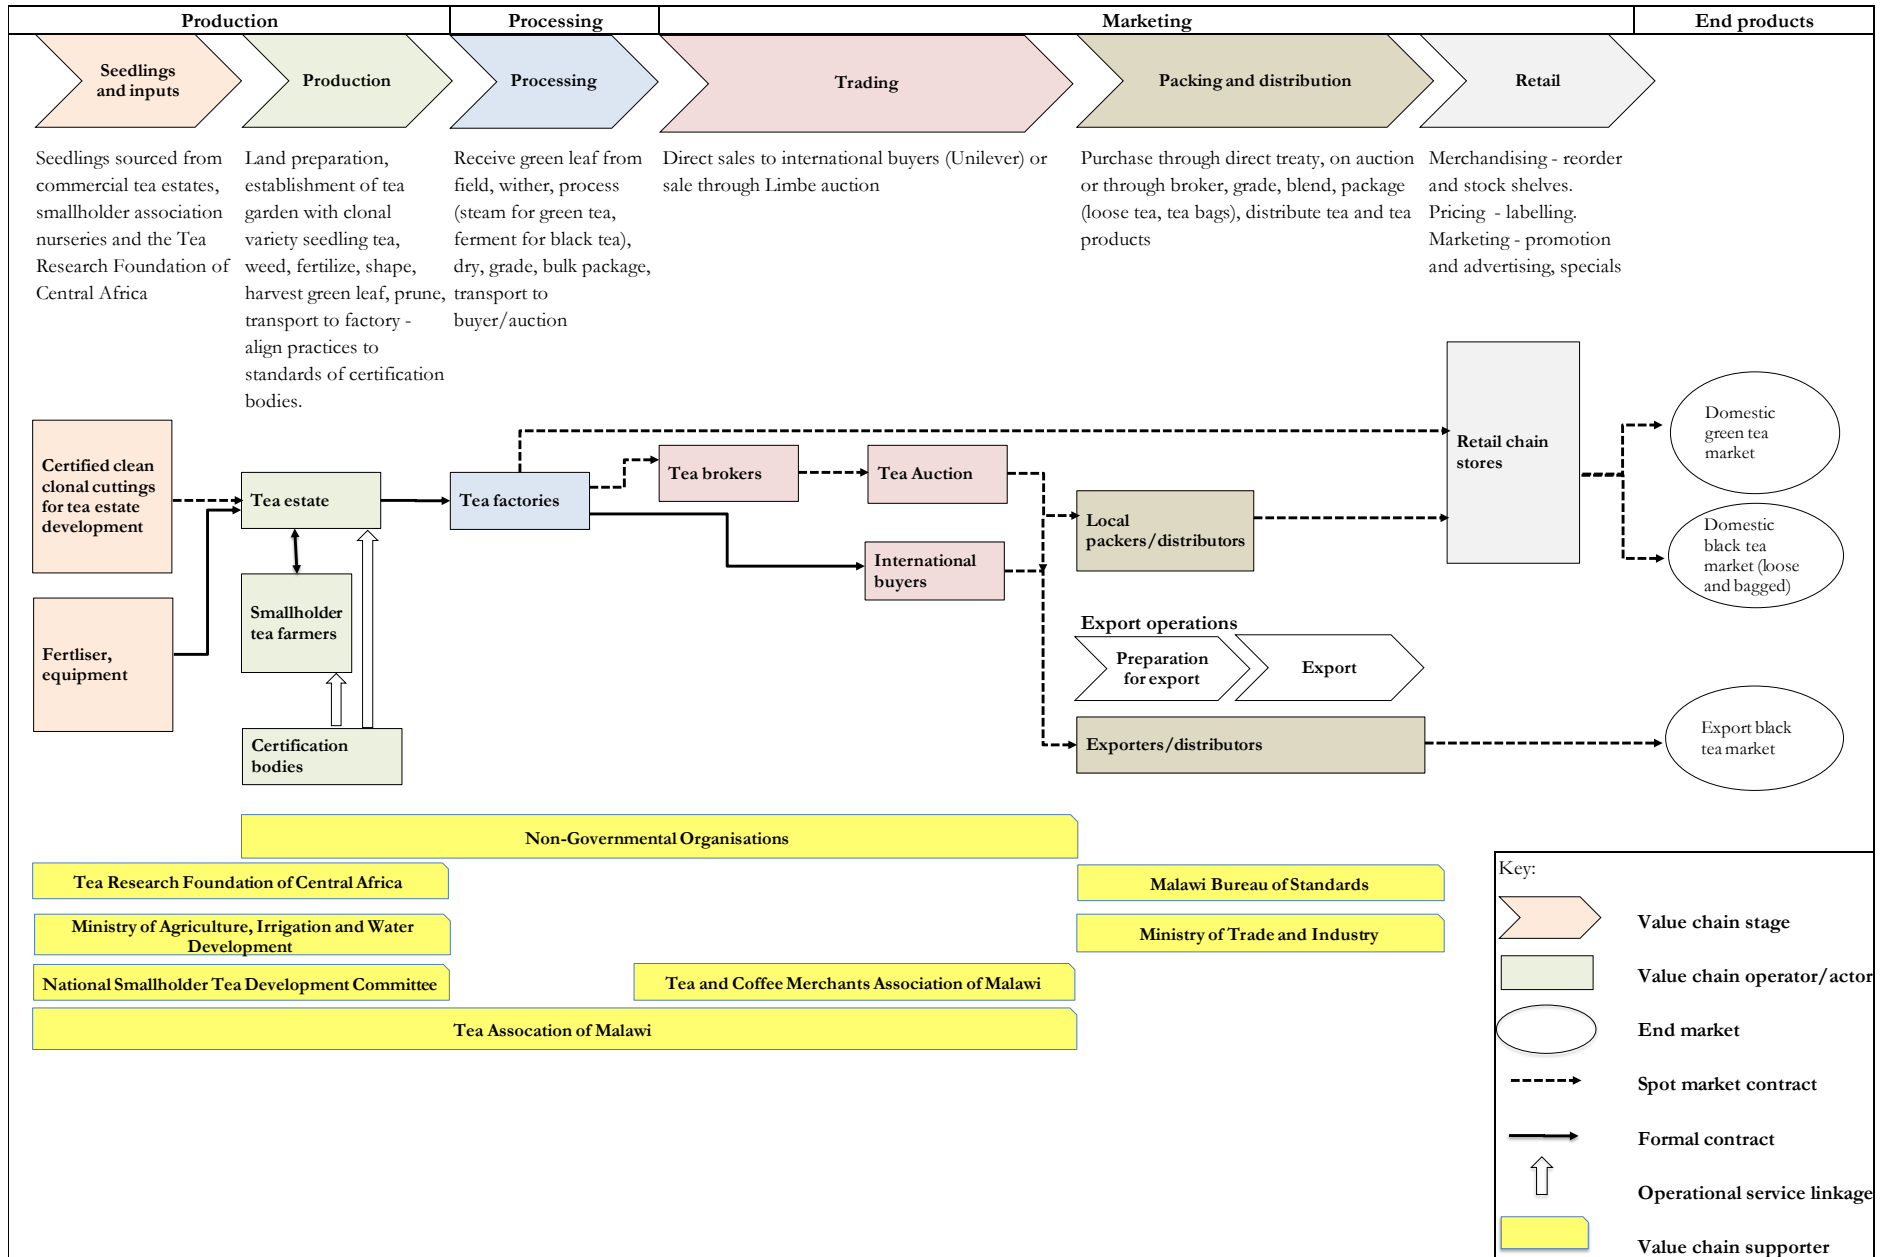 Production
Processing
Marketing
End products
Seedlings
and inputs
Production
Processing
Trading
Packing and distribution
Retail
Seedlings sourced from
commercial tea estates,
smallholder association
nurseries and the Tea
Research Foundation of
Central Africa
Land preparation,
establishment of tea
garden with clonal
variety seedling tea,
weed, fertilize, shape,
harvest green leaf, prune,
transport to factory -
align practices to
standards of certification
bodies.
Receive green leaf from
field, wither, process
(steam for green tea,
ferment for black tea),
dry, grade, bulk package,
transport to
buyer/auction
Direct sales to international buyers (Unilever) or
sale through Limbe auction
Purchase through direct treaty, on auction
or through broker, grade, blend, package
(loose tea, tea bags), distribute tea and tea
products
Merchandising - reorder
and stock shelves.
Pricing - labelling.
Marketing - promotion
and advertising, specials
Certified clean
clonal cuttings
for tea estate
development
Fertliser,
equipment
Tea estate
Smallholder
tea farmers
Certification
bodies
Tea factories
Tea brokers
Tea Auction
International
buyers
Local
packers/distributors
Export operations
Preparation
for export
Export
Exporters/distributors
Retail chain
stores
Domestic
green tea
market
Domestic
black tea
market (loose
and bagged)
Export black
tea market
Non-Governmental Organisations
Tea Research Foundation of Central Africa
Malawi Bureau of Standards
Ministry of Agriculture, Irrigation and Water
Development
Ministry of Trade and Industry
National Smallholder Tea Development Committee
Tea and Coffee Merchants Association of Malawi
Tea Assocation of Malawi
Key:
Value chain stage
Value chain operator/actor
End market
Spot market contract
Formal contract
Operational service linkage
Value chain supporter